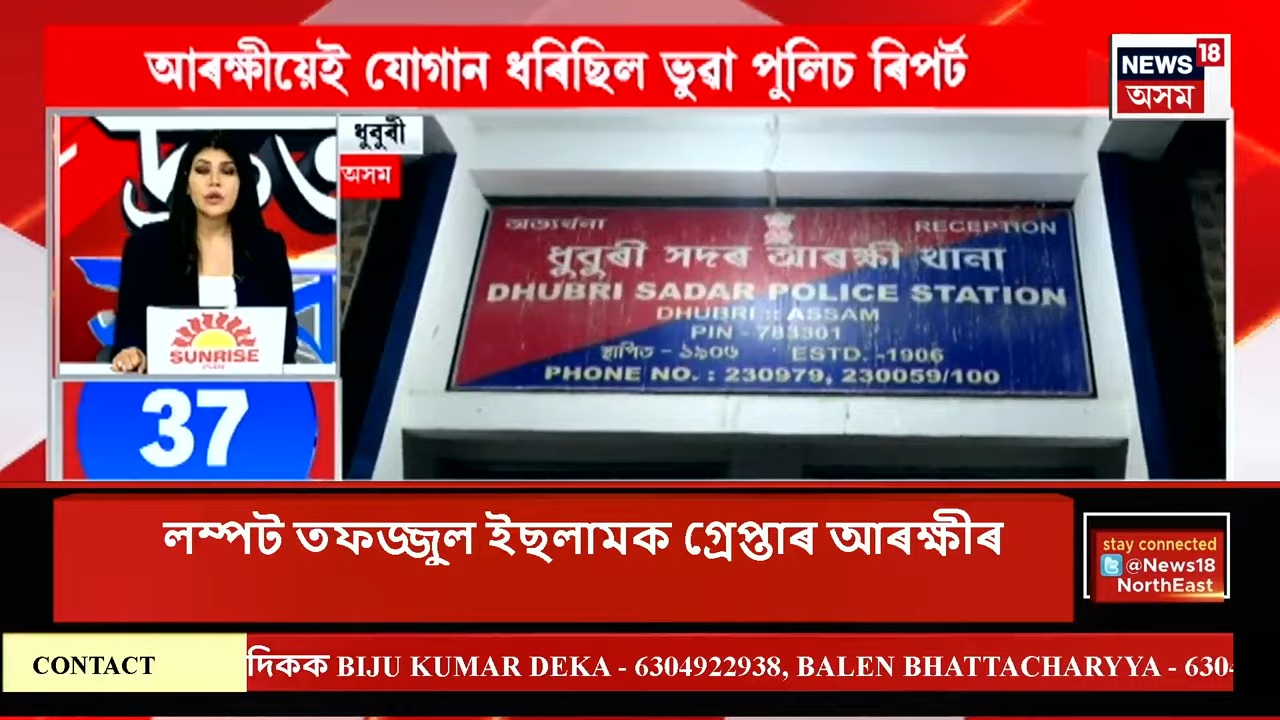 আৰক্ষীয়েই যোগান ধৰিছিল ভুৱা পুলিচ ৰিপৰ্ট
NEWS 18
অসম
ধুবুৰী
অসম
অভ্যৰ্থনা RECEPTION
ধুবুৰী সদৰ আৰক্ষী থানা
DHUBRI SADAR POLICE STATION
DHUBRI :: ASSAM
PIN - 783301
স্থাপিত - ১৯০৬ ESTD. -1906
PHONE NO. : 230979, 230059/100
SUNRISE
37
লম্পট তফজ্জুল ইছলামক গ্ৰেপ্তাৰ আৰক্ষীৰ
stay connected
@News18
NorthEast
CONTACT
দিকক BIJU KUMAR DEKA - 6304922938, BALEN BHATTACHARYYA - 630